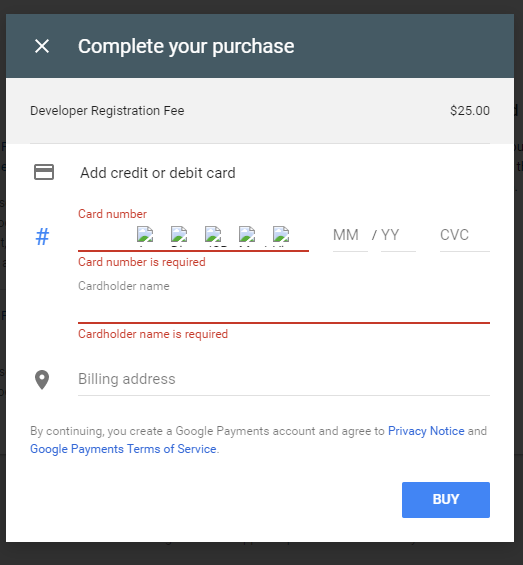 Complete your purchase
Developer Registration Fee $25.00
Add credit or debit card
Card number
# MM / YY CVC
Card number is required
Cardholder name
Cardholder name is required
Billing address
By continuing, you create a Google Payments account and agree to Privacy Notice and
Google Payments Terms of Service.
BUY